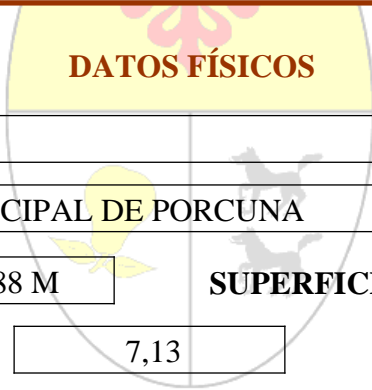 DATOS FÍSICOS
CIPAL DE PORCUNA
88 M SUPERFICI
7,13